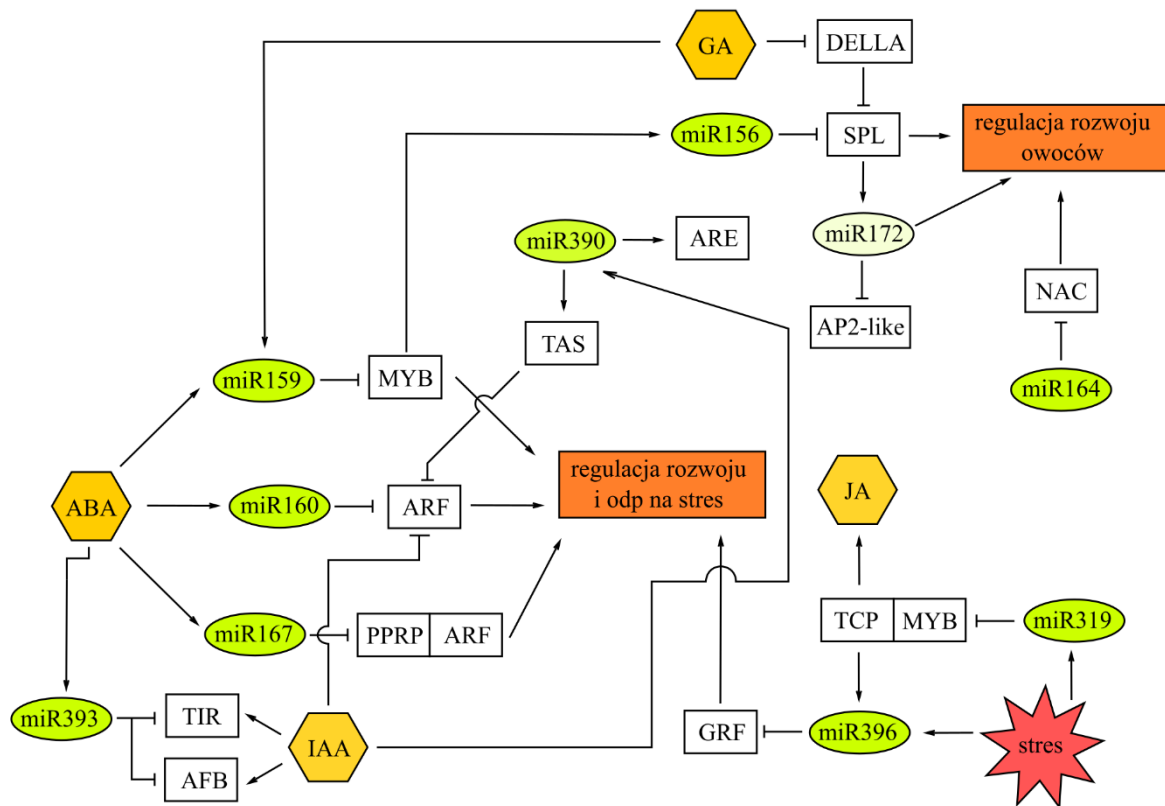 GA
DELLA
miR156
SPL
regulacja rozwoju
owoców
miR390
ARE
miR172
NAC
TAS
AP2-like
miR159
MYB
miR164
ABA
miR160
ARF
regulacja rozwoju
i odp na stres
JA
miR167
PPRP
ARF
TCP
MYB
miR319
miR393
TIR
IAA
GRF
miR396
stres
AFB